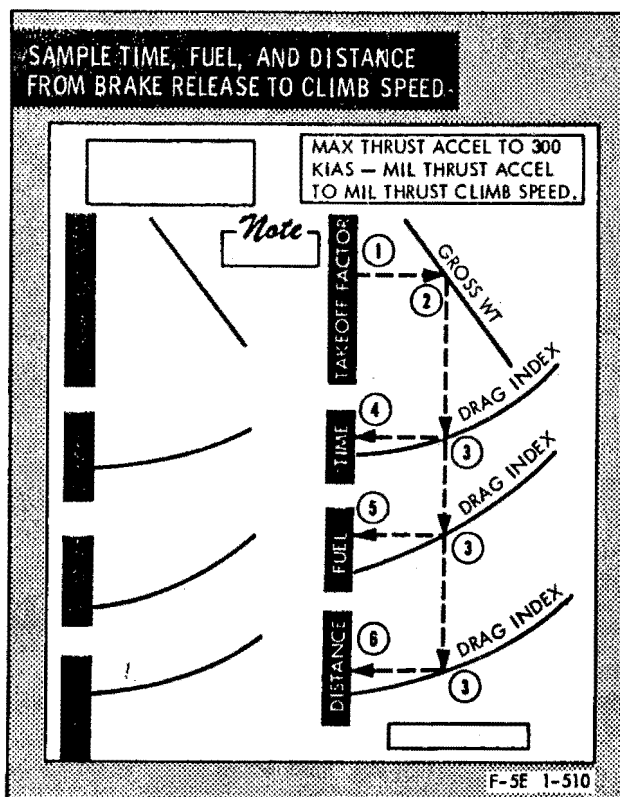 SAMPLE TIME, FUEL, AND DISTANCE
FROM BRAKE RELEASE TO CLIMB SPEED.
MAX THRUST ACCEL TO 300
KIAS — MIL THRUST ACCEL
TO MIL THRUST CLIMB SPEED.
Note
TAKEOFF FACTOR
1
2
GROSS WT
TIME
4
3
DRAG INDEX
FUEL
5
3
DRAG INDEX
DISTANCE
6
3
DRAG INDEX
F-5E 1-510